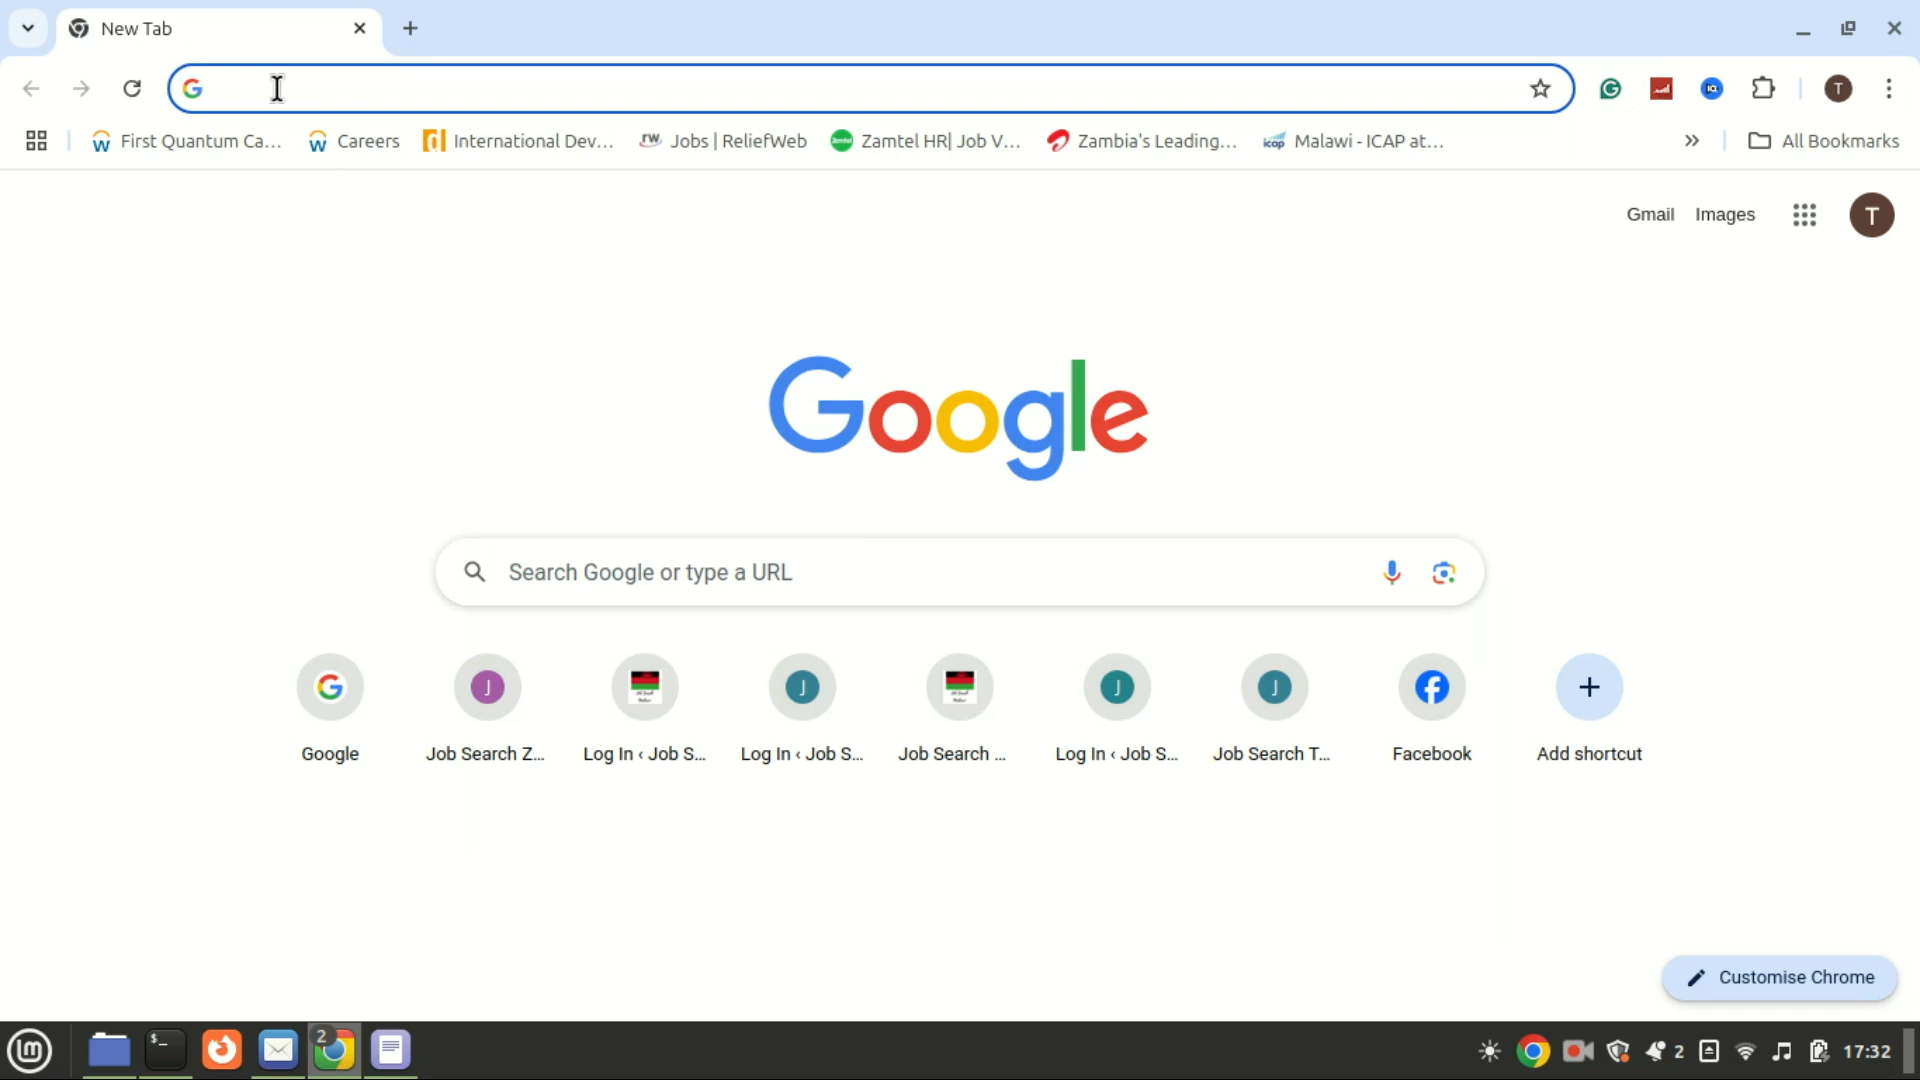 New Tab
T
First Quantum Ca...
Careers
International Dev...
Jobs | ReliefWeb
Zamtel HR| Job V...
Zambia's Leading...
Malawi - ICAP at...
All Bookmarks
Gmail
Images
T
Google
Search Google or type a URL
J
J
J
J
Google
Job Search Z...
Log In ‹ Job S...
Log In ‹ Job S...
Job Search ...
Log In ‹ Job S...
Job Search T...
Facebook
Add shortcut
Customise Chrome
2
2
17:32